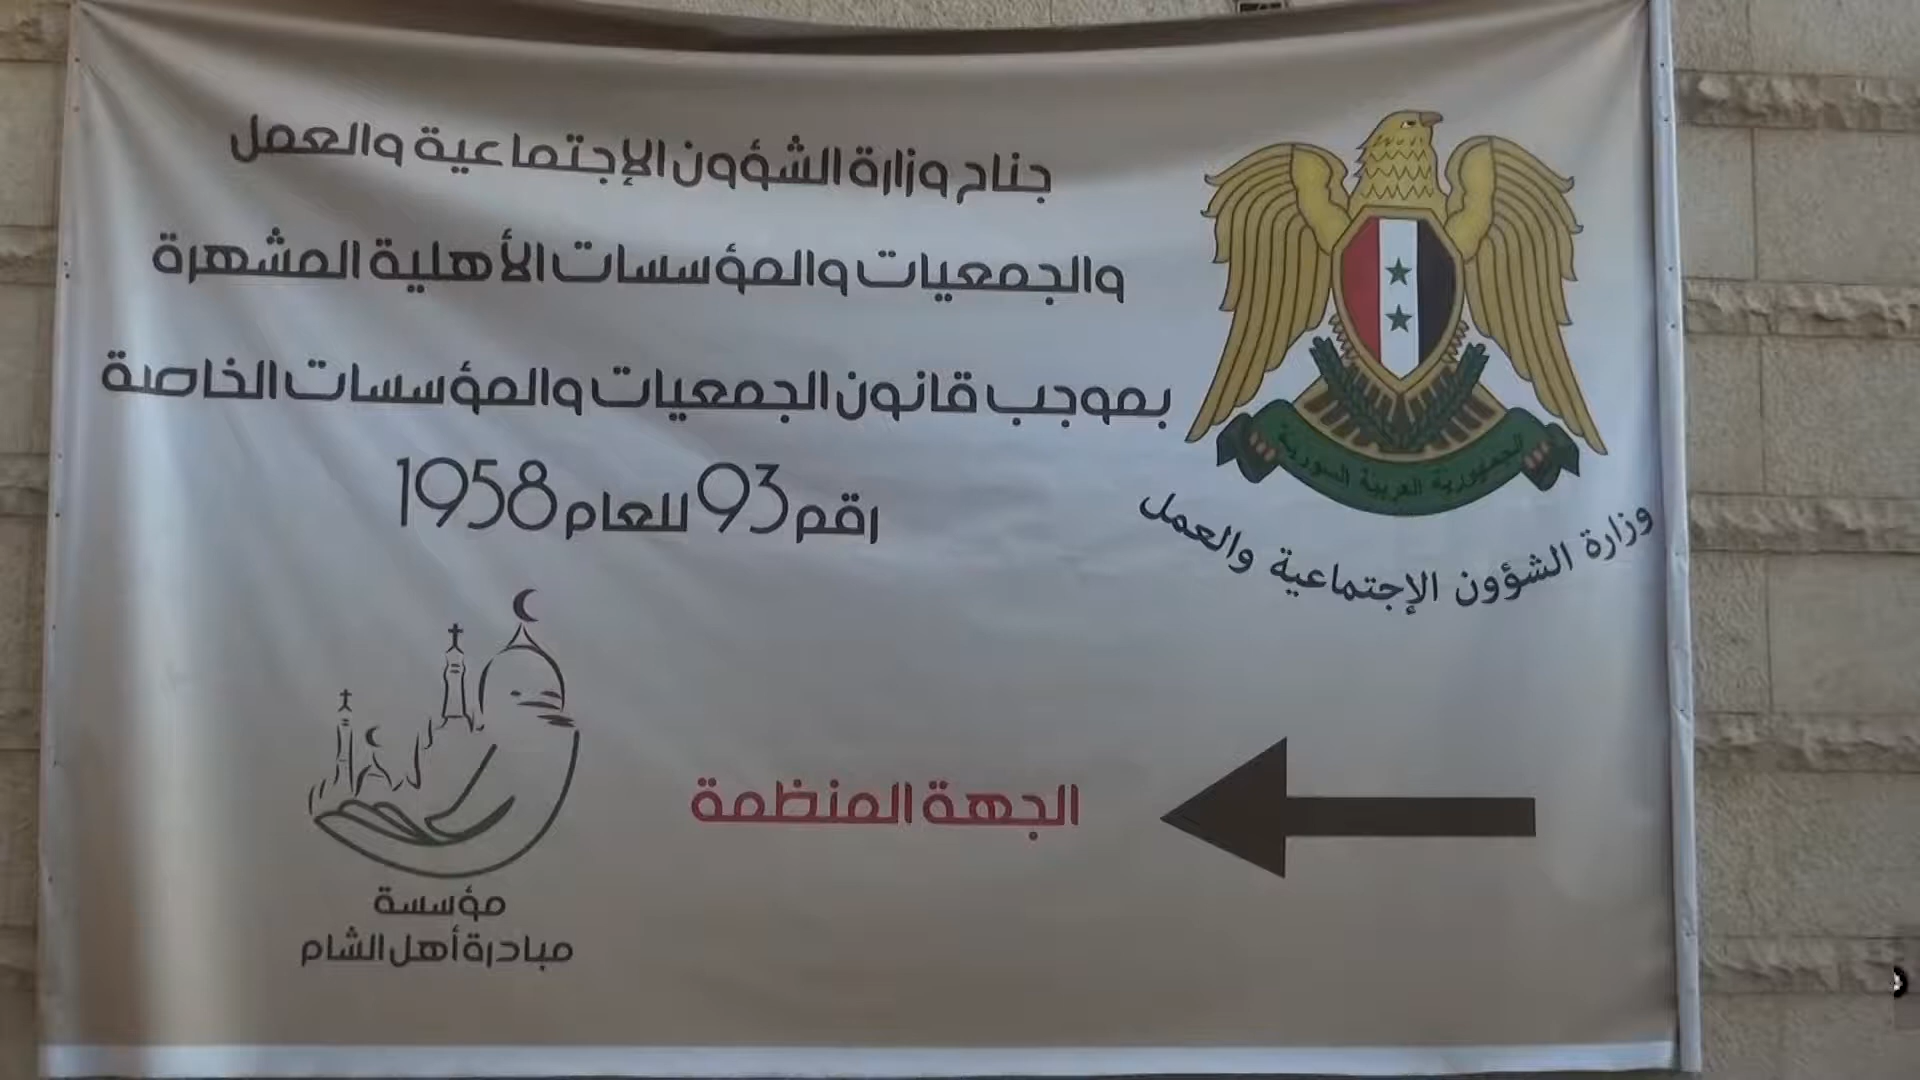 جناح وزارة الشؤون الإجتماعية والعمل
والجمعيات والمؤسسات الأهلية المشهرة
بموجب قانون الجمعيات والمؤسسات الخاصة
رقم 93 للعام 1958
الجمهورية العربية السورية
وزارة الشؤون الإجتماعية والعمل
الجهة المنظمة
مؤسسة
مبادرة أهل الشام